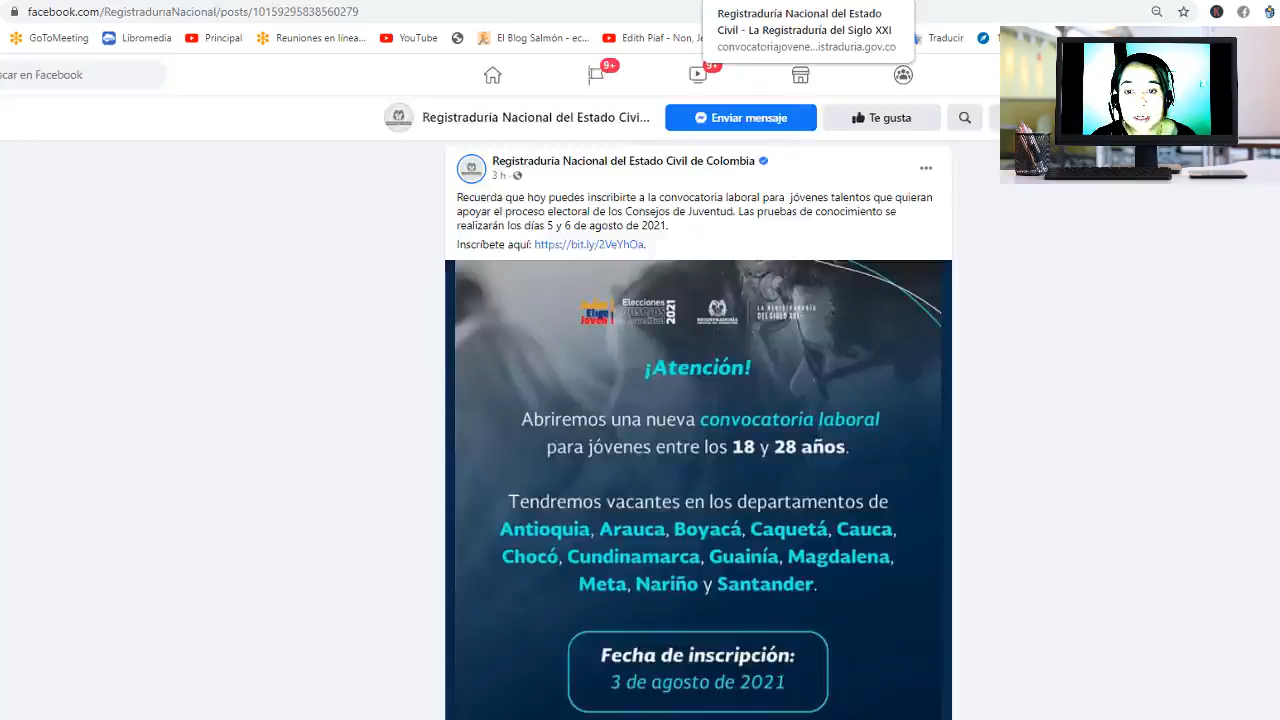 facebook.com/RegistraduriaNacional/posts/10159295838560279
Registraduría Nacional del Estado
Civil - La Registraduría del Siglo XXI
convocatoriajovene...istraduria.gov.co
GoToMeeting
Libromedia
Principal
Reuniones en línea...
YouTube
El Blog Salmón - ec...
Edith Piaf - Non, Je
Traducir
scar en Facebook
9+
9+
Registraduría Nacional del Estado Civi...
Enviar mensaje
Te gusta
Registraduría Nacional del Estado Civil de Colombia
3 h ·
Recuerda que hoy puedes inscribirte a la convocatoria laboral para jóvenes talentos que quieran
apoyar el proceso electoral de los Consejos de Juventud. Las pruebas de conocimiento se
realizarán los días 5 y 6 de agosto de 2021.
Inscríbete aquí: https://bit.ly/2VeYhOa.
Elige
Joven
Elecciones
2021
REGISTRADURÍA
LA REGISTRADURÍA
DEL SIGLO XXI
¡Atención!
Abriremos una nueva convocatoria laboral
para jóvenes entre los 18 y 28 años.
Tendremos vacantes en los departamentos de
Antioquia, Arauca, Boyacá, Caquetá, Cauca,
Chocó, Cundinamarca, Guainía, Magdalena,
Meta, Nariño y Santander.
Fecha de inscripción:
3 de agosto de 2021